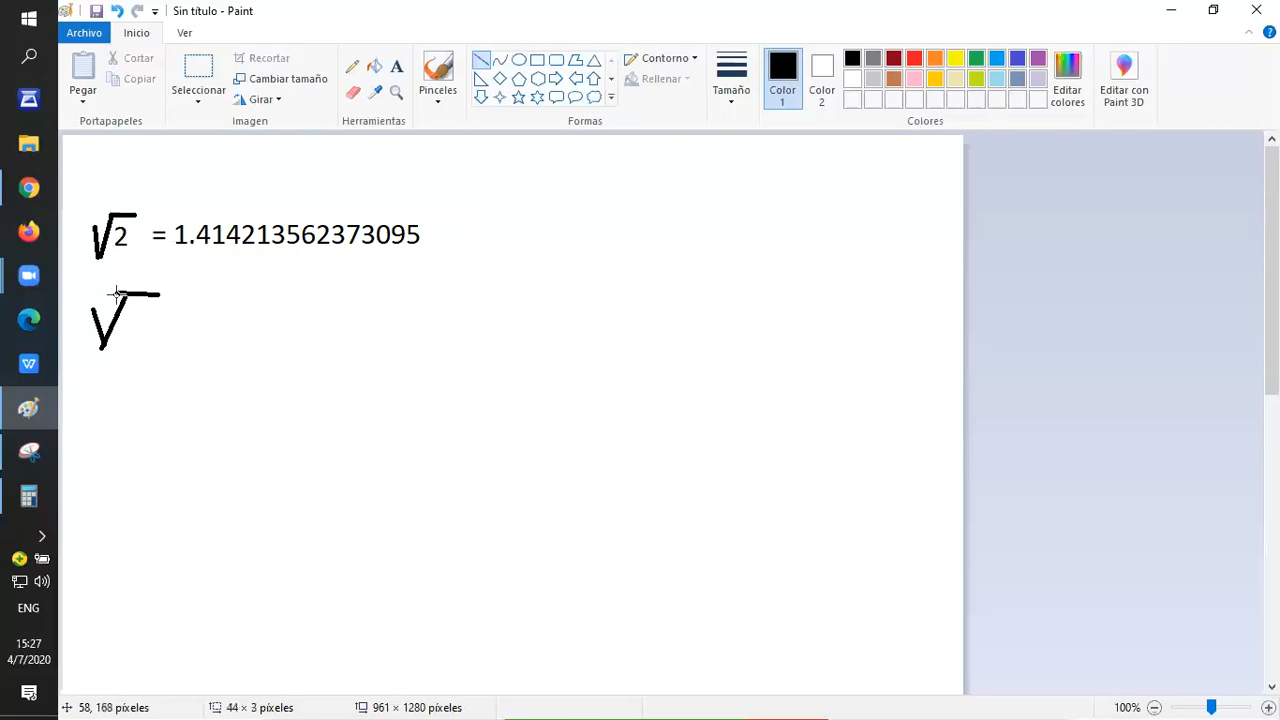 Sin título - Paint
Archivo Inicio Ver
Pegar
Cortar
Copiar
Portapapeles
Seleccionar
Recortar
Cambiar tamaño
Girar
Imagen
A
Herramientas
Pinceles
Contorno
Rellenar
Formas
Tamaño
Color 1
Color 2
Editar colores
Colores
Editar con Paint 3D
√2 = 1.414213562373095
√
ENG
15:27
4/7/2020
58, 168 píxeles 44 × 3 píxeles 961 × 1280 píxeles 100%